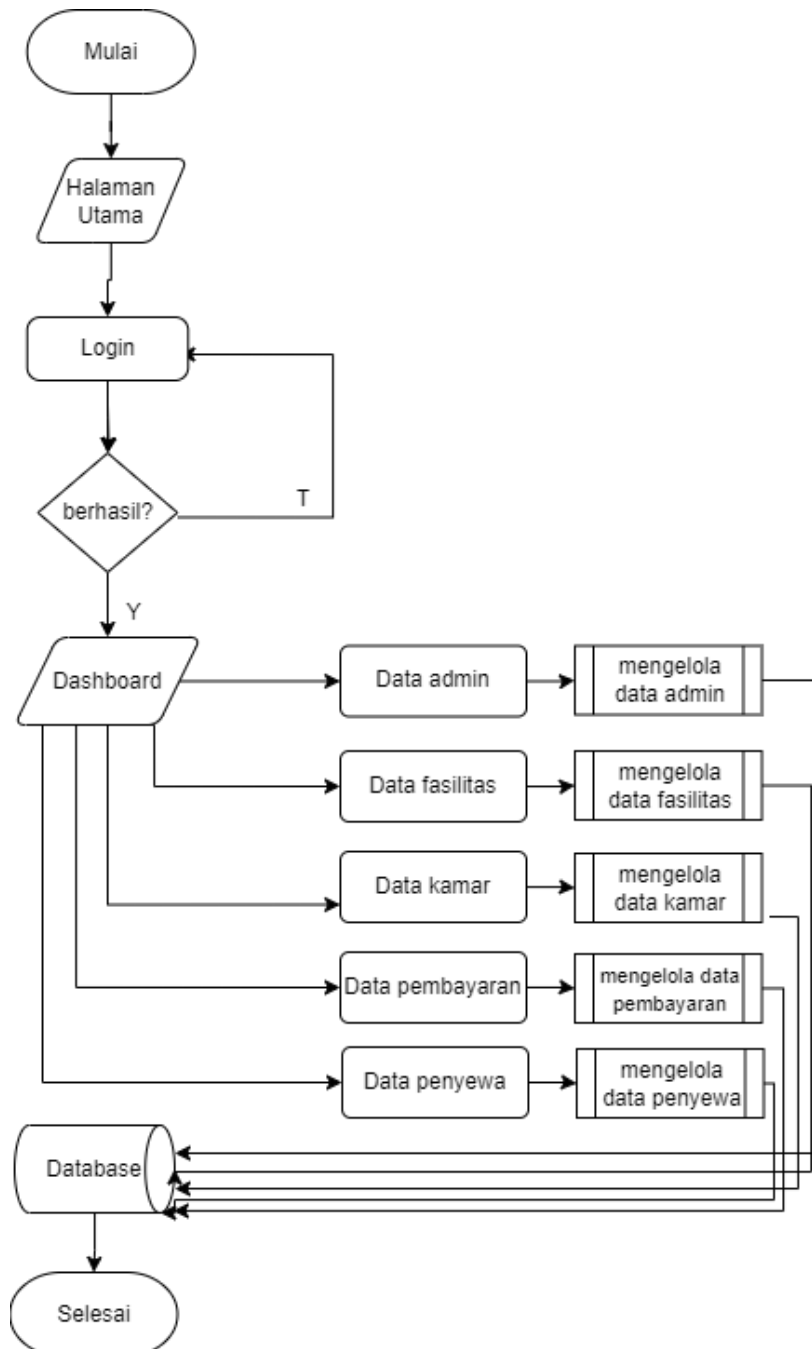 Mulai
Halaman
Utama
Login
berhasil?
T
Y
Dashboard
Data admin
mengelola
data admin
Data fasilitas
mengelola
data fasilitas
Data kamar
mengelola
data kamar
Data pembayaran
mengelola data
pembayaran
Data penyewa
mengelola
data penyewa
Database
Selesai